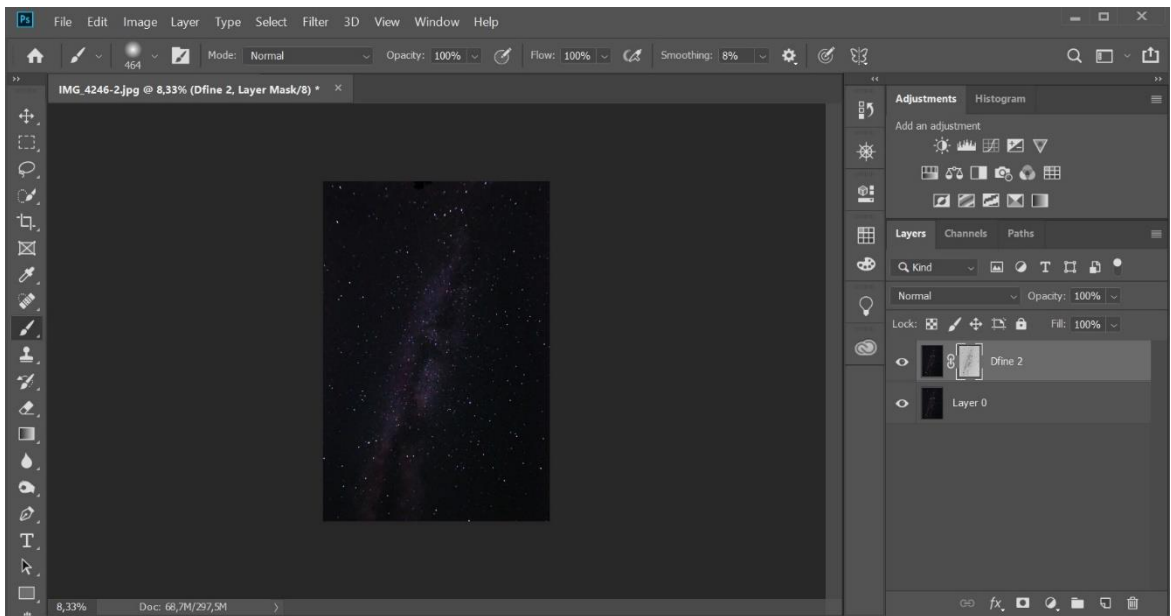 Ps File Edit Image Layer Type Select Filter 3D View Window Help
464 Mode: Normal Opacity: 100% Flow: 100% Smoothing: 8%
IMG_4246-2.jpg @ 8,33% (Dfine 2, Layer Mask/8) *
Adjustments Histogram
Add an adjustment
Layers Channels Paths
Kind
Normal Opacity: 100%
Lock: Fill: 100%
Dfine 2
Layer 0
8,33% Doc: 68,7M/297,5M